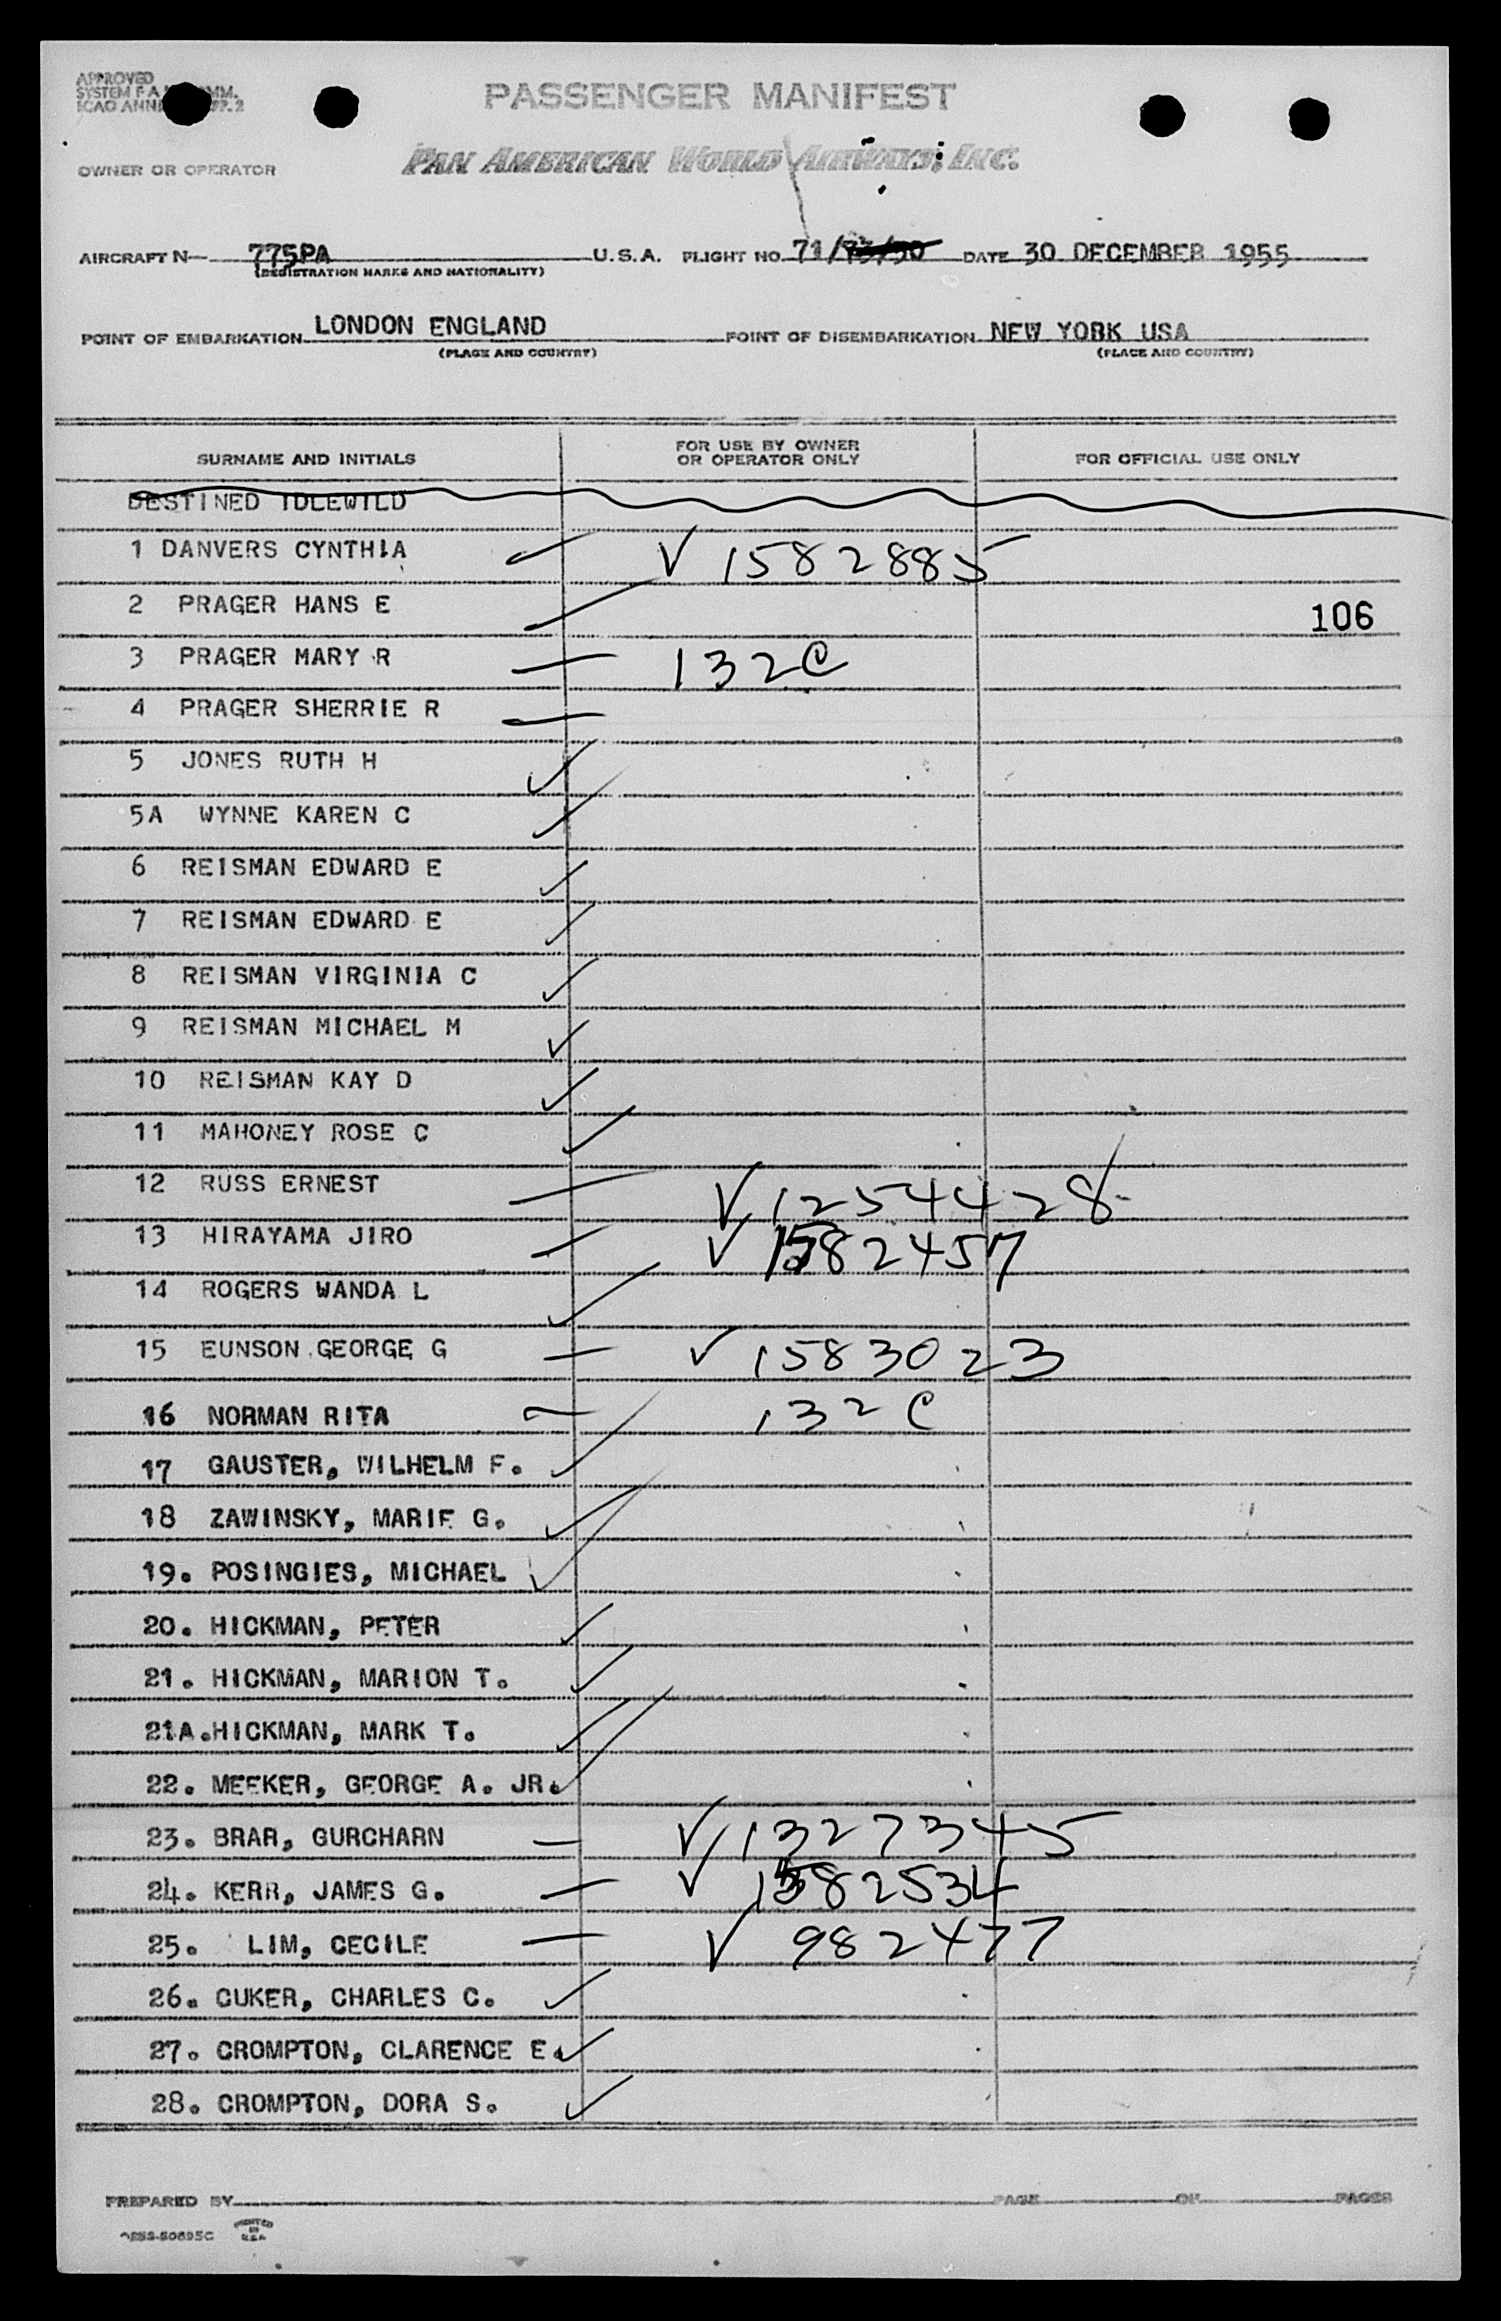 APPROVED
PASSENGER MANIFEST
OWNER OR OPERATOR PAN AMERICAN WORLD AIRWAYS, INC.
AIRCRAFT N— 775PA U.S.A. FLIGHT NO. 71/73/30 DATE 30 DECEMBER 1955
(REGISTRATION MARKS AND NATIONALITY)
POINT OF EMBARKATION LONDON ENGLAND POINT OF DISEMBARKATION NEW YORK USA
(PLACE AND COUNTRY) (PLACE AND COUNTRY)
SURNAME AND INITIALS FOR USE BY OWNER OR OPERATOR ONLY FOR OFFICIAL USE ONLY
DESTINED IDLEWILD
1 DANVERS CYNTHIA — ✓ 1582885
2 PRAGER HANS E — 106
3 PRAGER MARY R — 132C
4 PRAGER SHERRIE R —
5 JONES RUTH H ✓
5A WYNNE KAREN C ✓
6 REISMAN EDWARD E ✓
7 REISMAN EDWARD E ✓
8 REISMAN VIRGINIA C ✓
9 REISMAN MICHAEL M ✓
10 REISMAN KAY D ✓
11 MAHONEY ROSE C ✓
12 RUSS ERNEST — ✓ 1254428
13 HIRAYAMA JIRO — ✓ 1582457
14 ROGERS WANDA L ✓
15 EUNSON GEORGE G — ✓ 1583023
16 NORMAN RITA — 132C
17 GAUSTER, WILHELM F. ✓
18 ZAWINSKY, MARIE G. ✓
19. POSINGIES, MICHAEL ✓
20. HICKMAN, PETER ✓
21. HICKMAN, MARION T. ✓
21A. HICKMAN, MARK T. ✓
22. MEEKER, GEORGE A. JR. ✓
23. BRAR, GURCHARN — ✓ 1327345
24. KERR, JAMES G. — ✓ 1582534
25. LIM, CECILE — ✓ 982477
26. CUKER, CHARLES C. ✓
27. CROMPTON, CLARENCE E. ✓
28. CROMPTON, DORA S. ✓
PREPARED BY PAGE OF PAGES
PRINTED IN U.S.A.